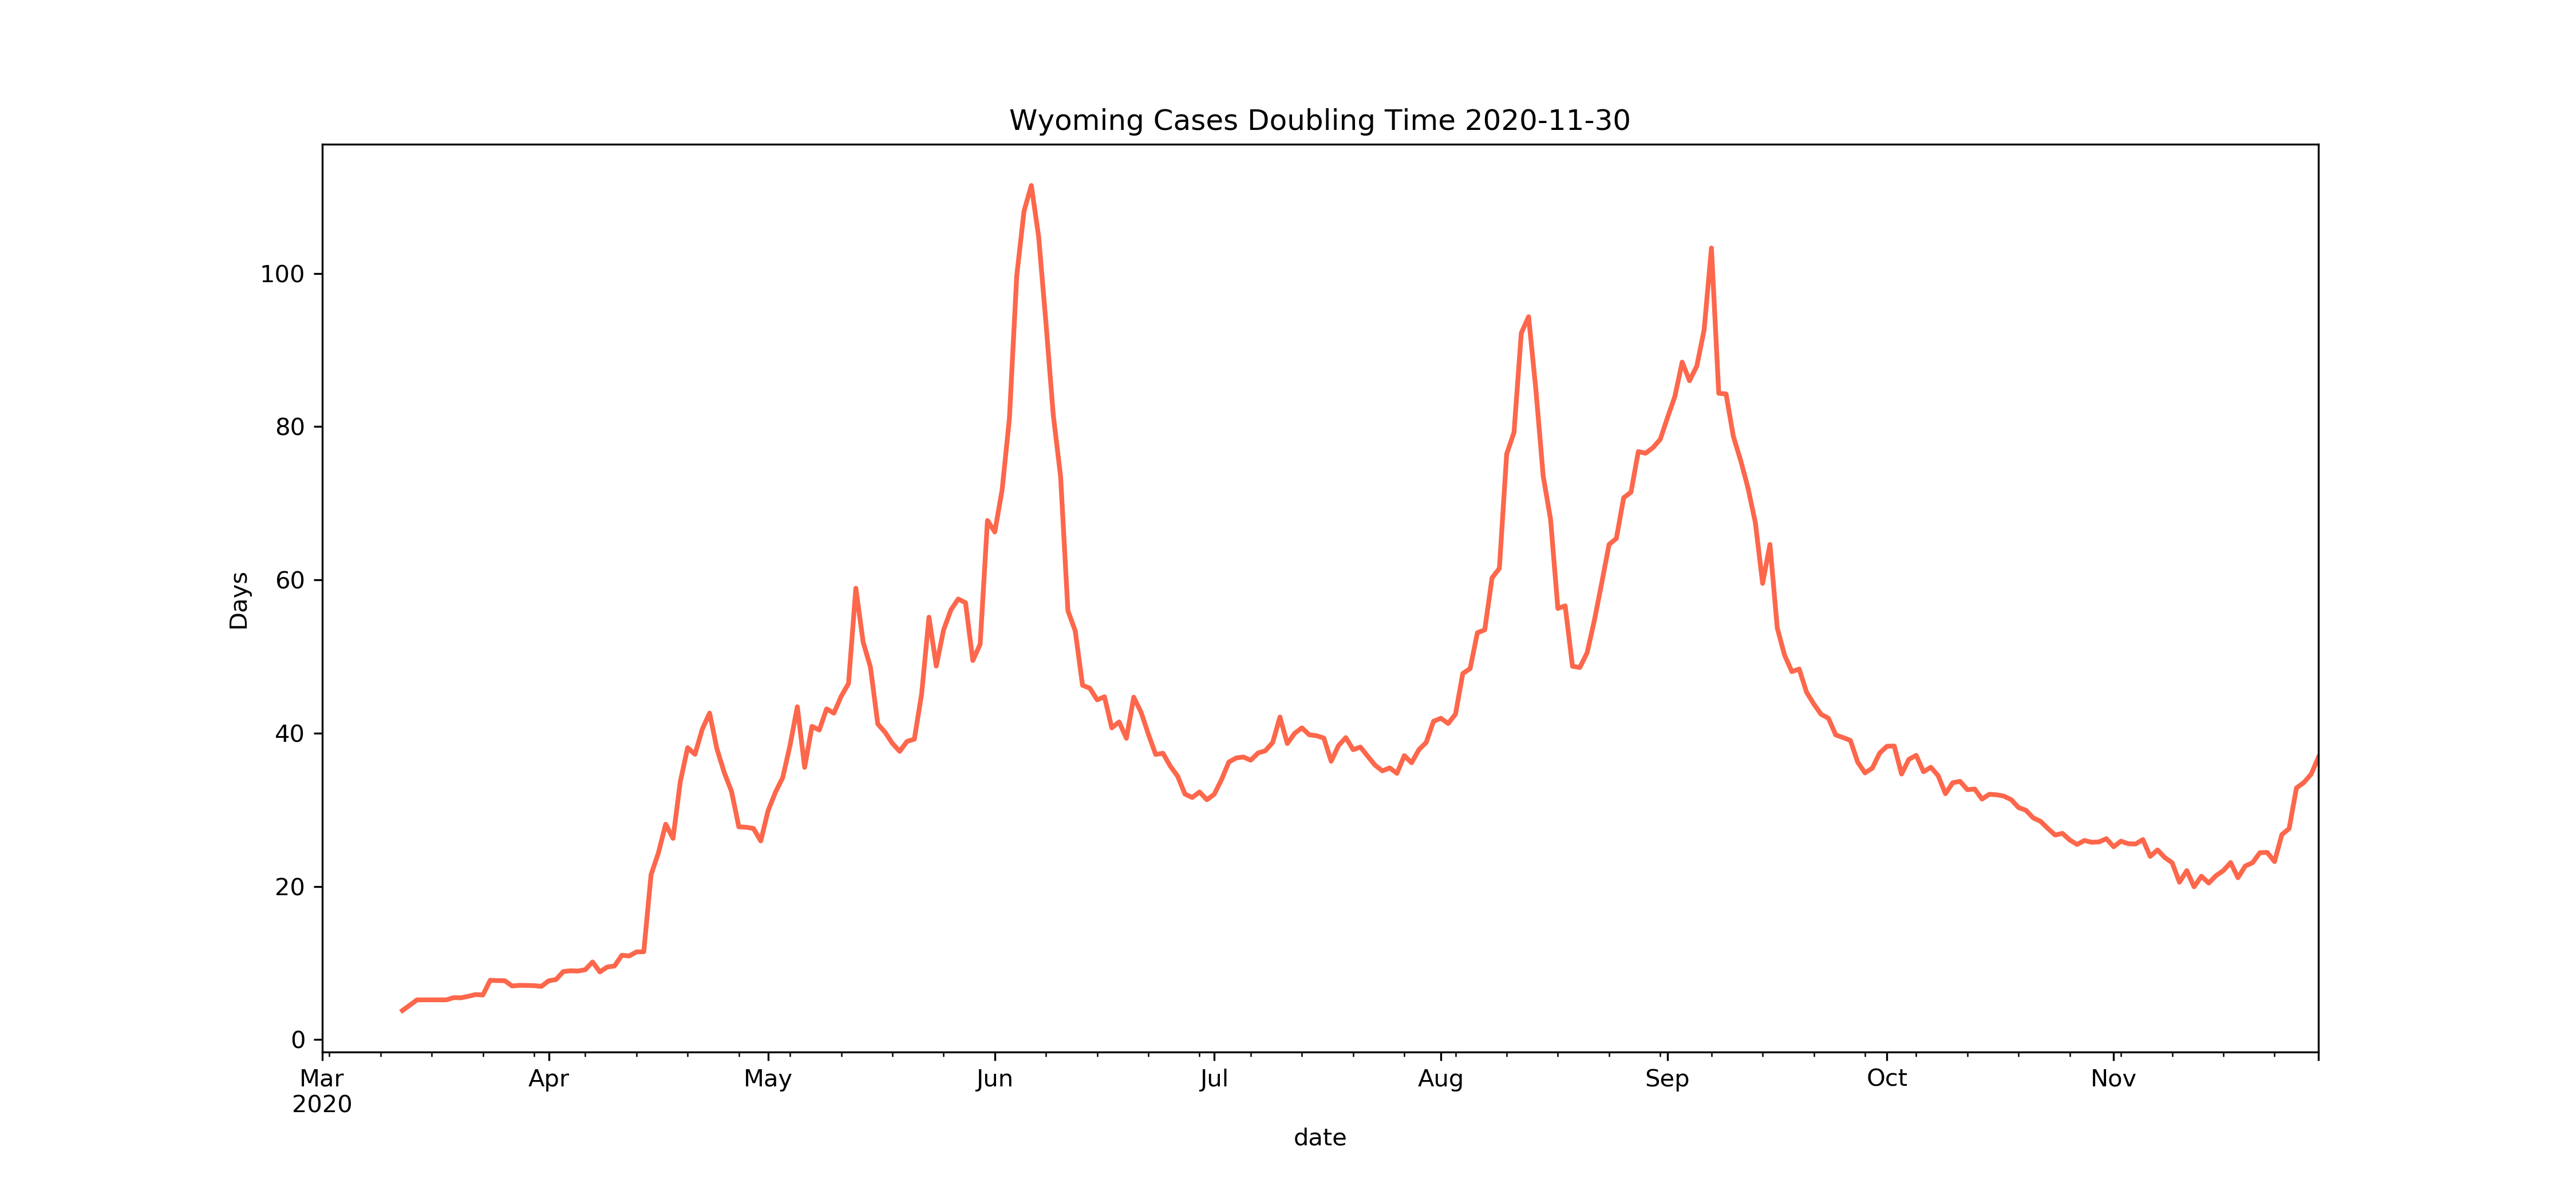 Wyoming Cases Doubling Time 2020-11-30
Days
100
80
60
40
20
0
Mar Apr May Jun Jul Aug Sep Oct Nov
2020
date